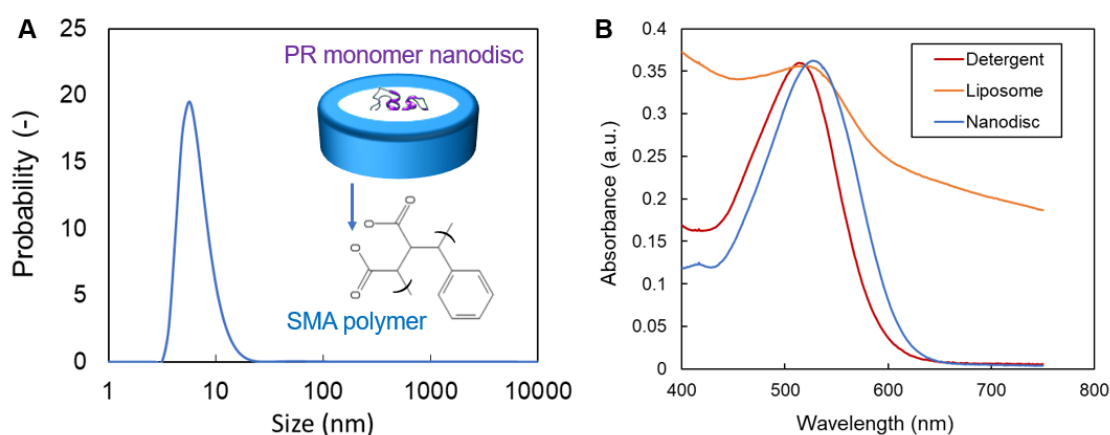 A
25
20
15
10
5
0
Probability (-)
1
10
100
1000
10000
Size (nm)
PR monomer nanodisc
O
O
O
O
SMA polymer
B
0.4
0.35
0.3
0.25
0.2
0.15
0.1
0.05
0
Absorbance (a.u.)
400
500
600
700
800
Wavelength (nm)
Detergent
Liposome
Nanodisc